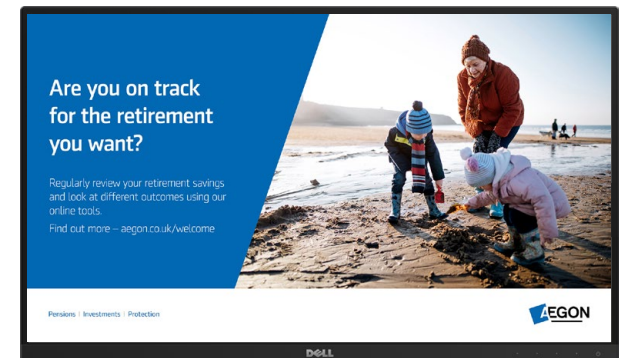 Are you on track
for the retirement
you want?
Regularly review your retirement savings
and look at different outcomes using our
online tools.
Find out more – aegon.co.uk/welcome
Pensions | Investments | Protection
AEGON
DELL